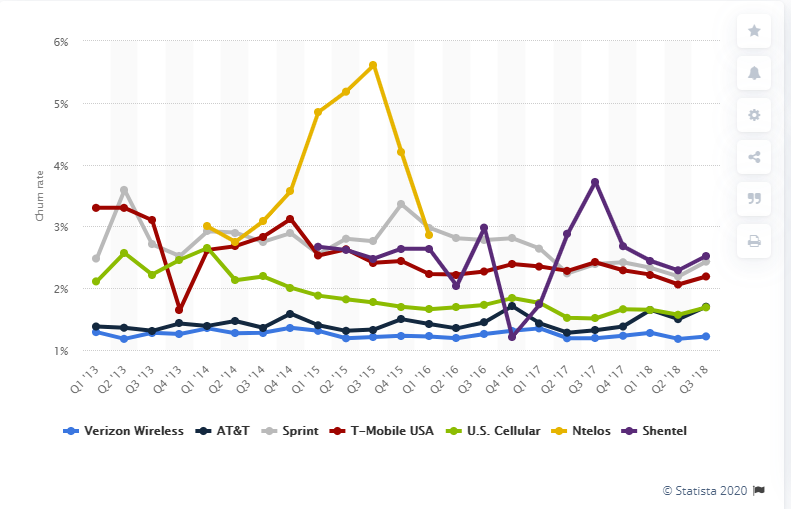 6%
5%
4%
3%
2%
1%
Churn rate
Q1 '13
Q2 '13
Q3 '13
Q4 '13
Q1 '14
Q2 '14
Q3 '14
Q4 '14
Q1 '15
Q2 '15
Q3 '15
Q4 '15
Q1 '16
Q2 '16
Q3 '16
Q4 '16
Q1 '17
Q2 '17
Q3 '17
Q4 '17
Q1 '18
Q2 '18
Q3 '18
Verizon Wireless AT&T Sprint T-Mobile USA U.S. Cellular Ntelos Shentel
© Statista 2020